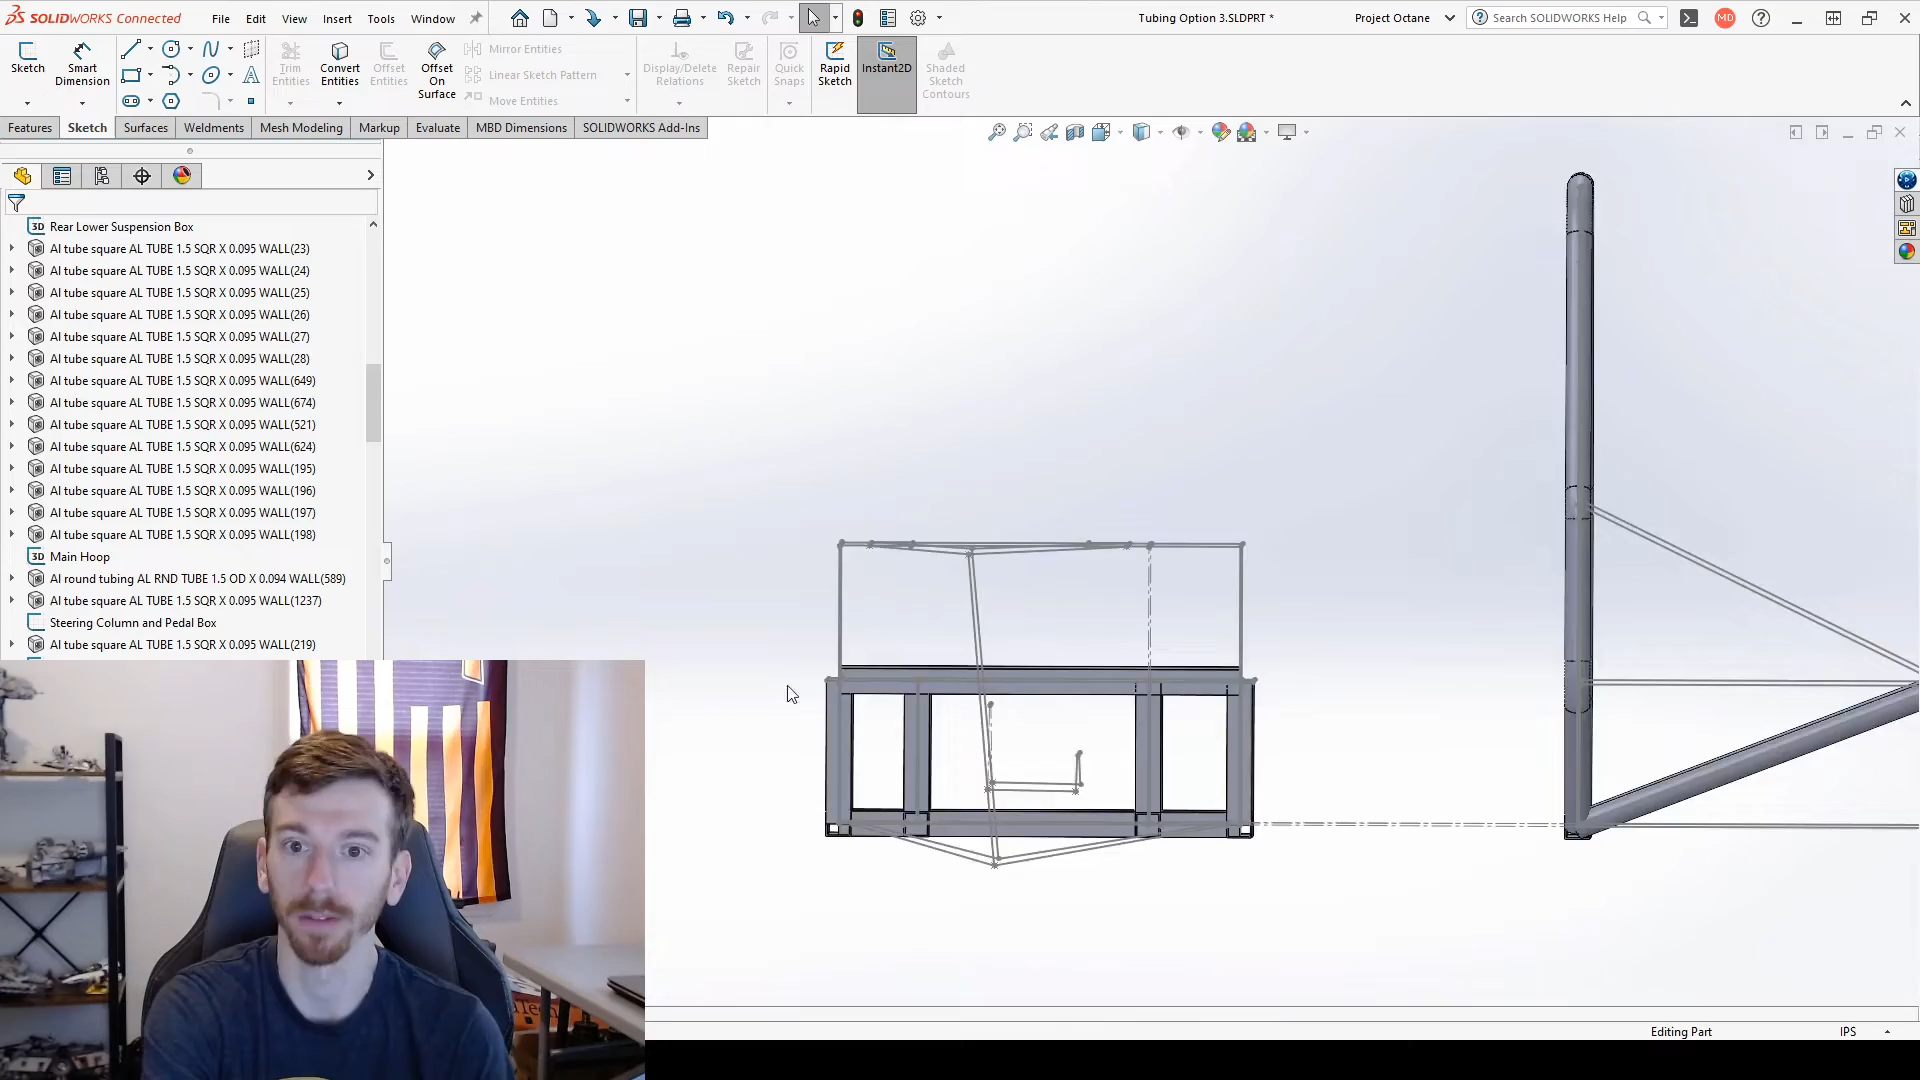 SOLIDWORKS Connected
File Edit View Insert Tools Window
Tubing Option 3.SLDPRT *
Project Octane
Search SOLIDWORKS Help
MD
Sketch
Smart Dimension
Trim Entities
Convert Entities
Offset Entities
Offset On Surface
Mirror Entities
Linear Sketch Pattern
Move Entities
Display/Delete Relations
Repair Sketch
Quick Snaps
Rapid Sketch
Instant2D
Shaded Sketch Contours
Features Sketch Surfaces Weldments Mesh Modeling Markup Evaluate MBD Dimensions SOLIDWORKS Add-Ins
3D Rear Lower Suspension Box
Al tube square AL TUBE 1.5 SQR X 0.095 WALL(23)
Al tube square AL TUBE 1.5 SQR X 0.095 WALL(24)
Al tube square AL TUBE 1.5 SQR X 0.095 WALL(25)
Al tube square AL TUBE 1.5 SQR X 0.095 WALL(26)
Al tube square AL TUBE 1.5 SQR X 0.095 WALL(27)
Al tube square AL TUBE 1.5 SQR X 0.095 WALL(28)
Al tube square AL TUBE 1.5 SQR X 0.095 WALL(649)
Al tube square AL TUBE 1.5 SQR X 0.095 WALL(674)
Al tube square AL TUBE 1.5 SQR X 0.095 WALL(521)
Al tube square AL TUBE 1.5 SQR X 0.095 WALL(624)
Al tube square AL TUBE 1.5 SQR X 0.095 WALL(195)
Al tube square AL TUBE 1.5 SQR X 0.095 WALL(196)
Al tube square AL TUBE 1.5 SQR X 0.095 WALL(197)
Al tube square AL TUBE 1.5 SQR X 0.095 WALL(198)
3D Main Hoop
Al round tubing AL RND TUBE 1.5 OD X 0.094 WALL(589)
Al tube square AL TUBE 1.5 SQR X 0.095 WALL(1237)
Steering Column and Pedal Box
Al tube square AL TUBE 1.5 SQR X 0.095 WALL(219)
Editing Part
IPS